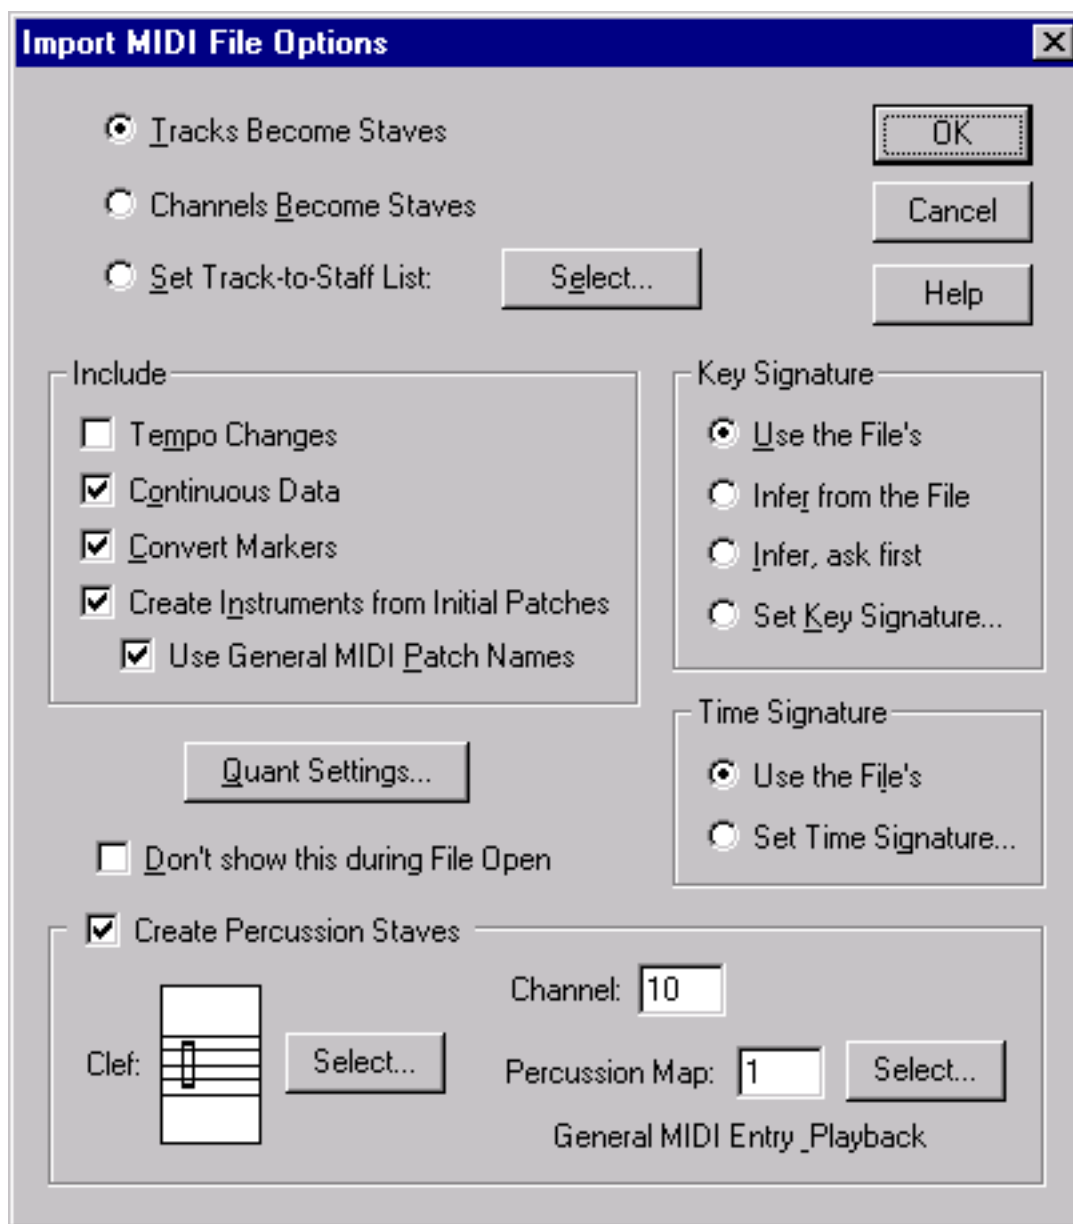 Import MIDI File Options
Tracks Become Staves
OK
Channels Become Staves
Cancel
Set Track-to-Staff List:
Select...
Help
Include
Tempo Changes
Continuous Data
Convert Markers
Create Instruments from Initial Patches
Use General MIDI Patch Names
Key Signature
Use the File's
Infer from the File
Infer, ask first
Set Key Signature...
Time Signature
Use the File's
Set Time Signature...
Quant Settings...
Don't show this during File Open
Create Percussion Staves
Clef:
Select...
Channel: 10
Percussion Map: 1
Select...
General MIDI Entry_Playback